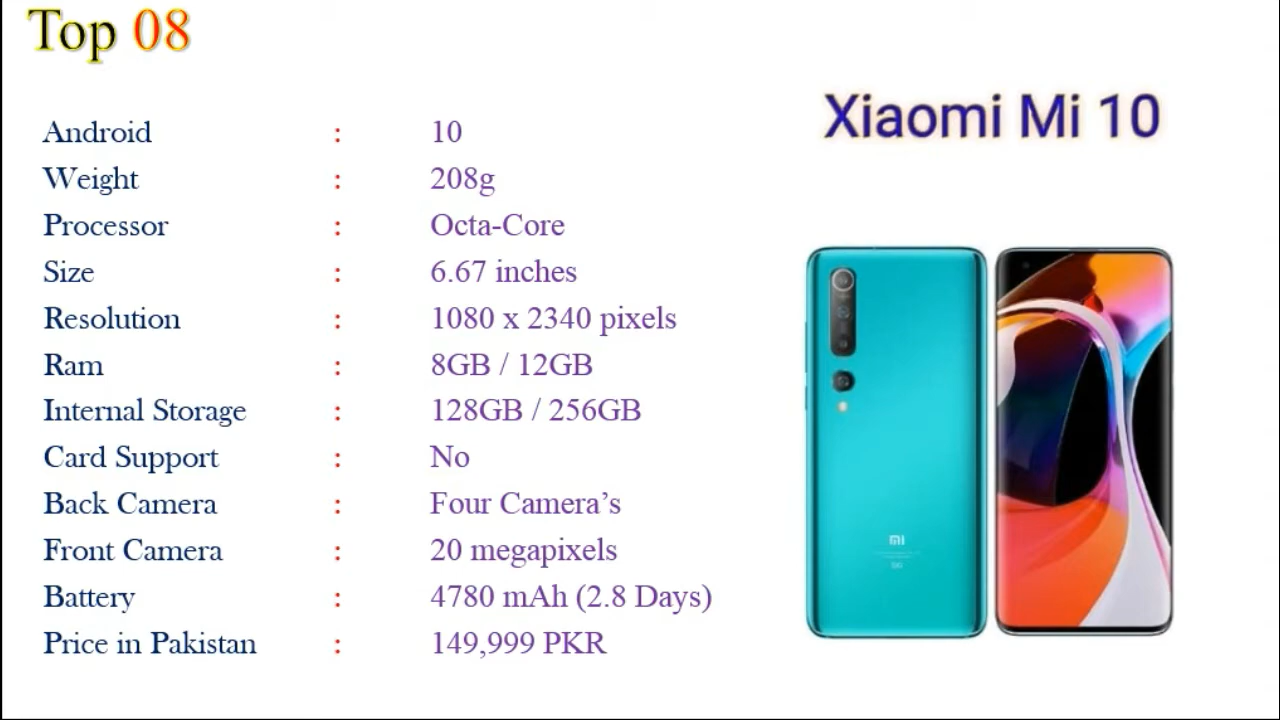 Top 08
Xiaomi Mi 10
Android : 10
Weight : 208g
Processor : Octa-Core
Size : 6.67 inches
Resolution : 1080 x 2340 pixels
Ram : 8GB / 12GB
Internal Storage : 128GB / 256GB
Card Support : No
Back Camera : Four Camera’s
Front Camera : 20 megapixels
Battery : 4780 mAh (2.8 Days)
Price in Pakistan : 149,999 PKR
mi